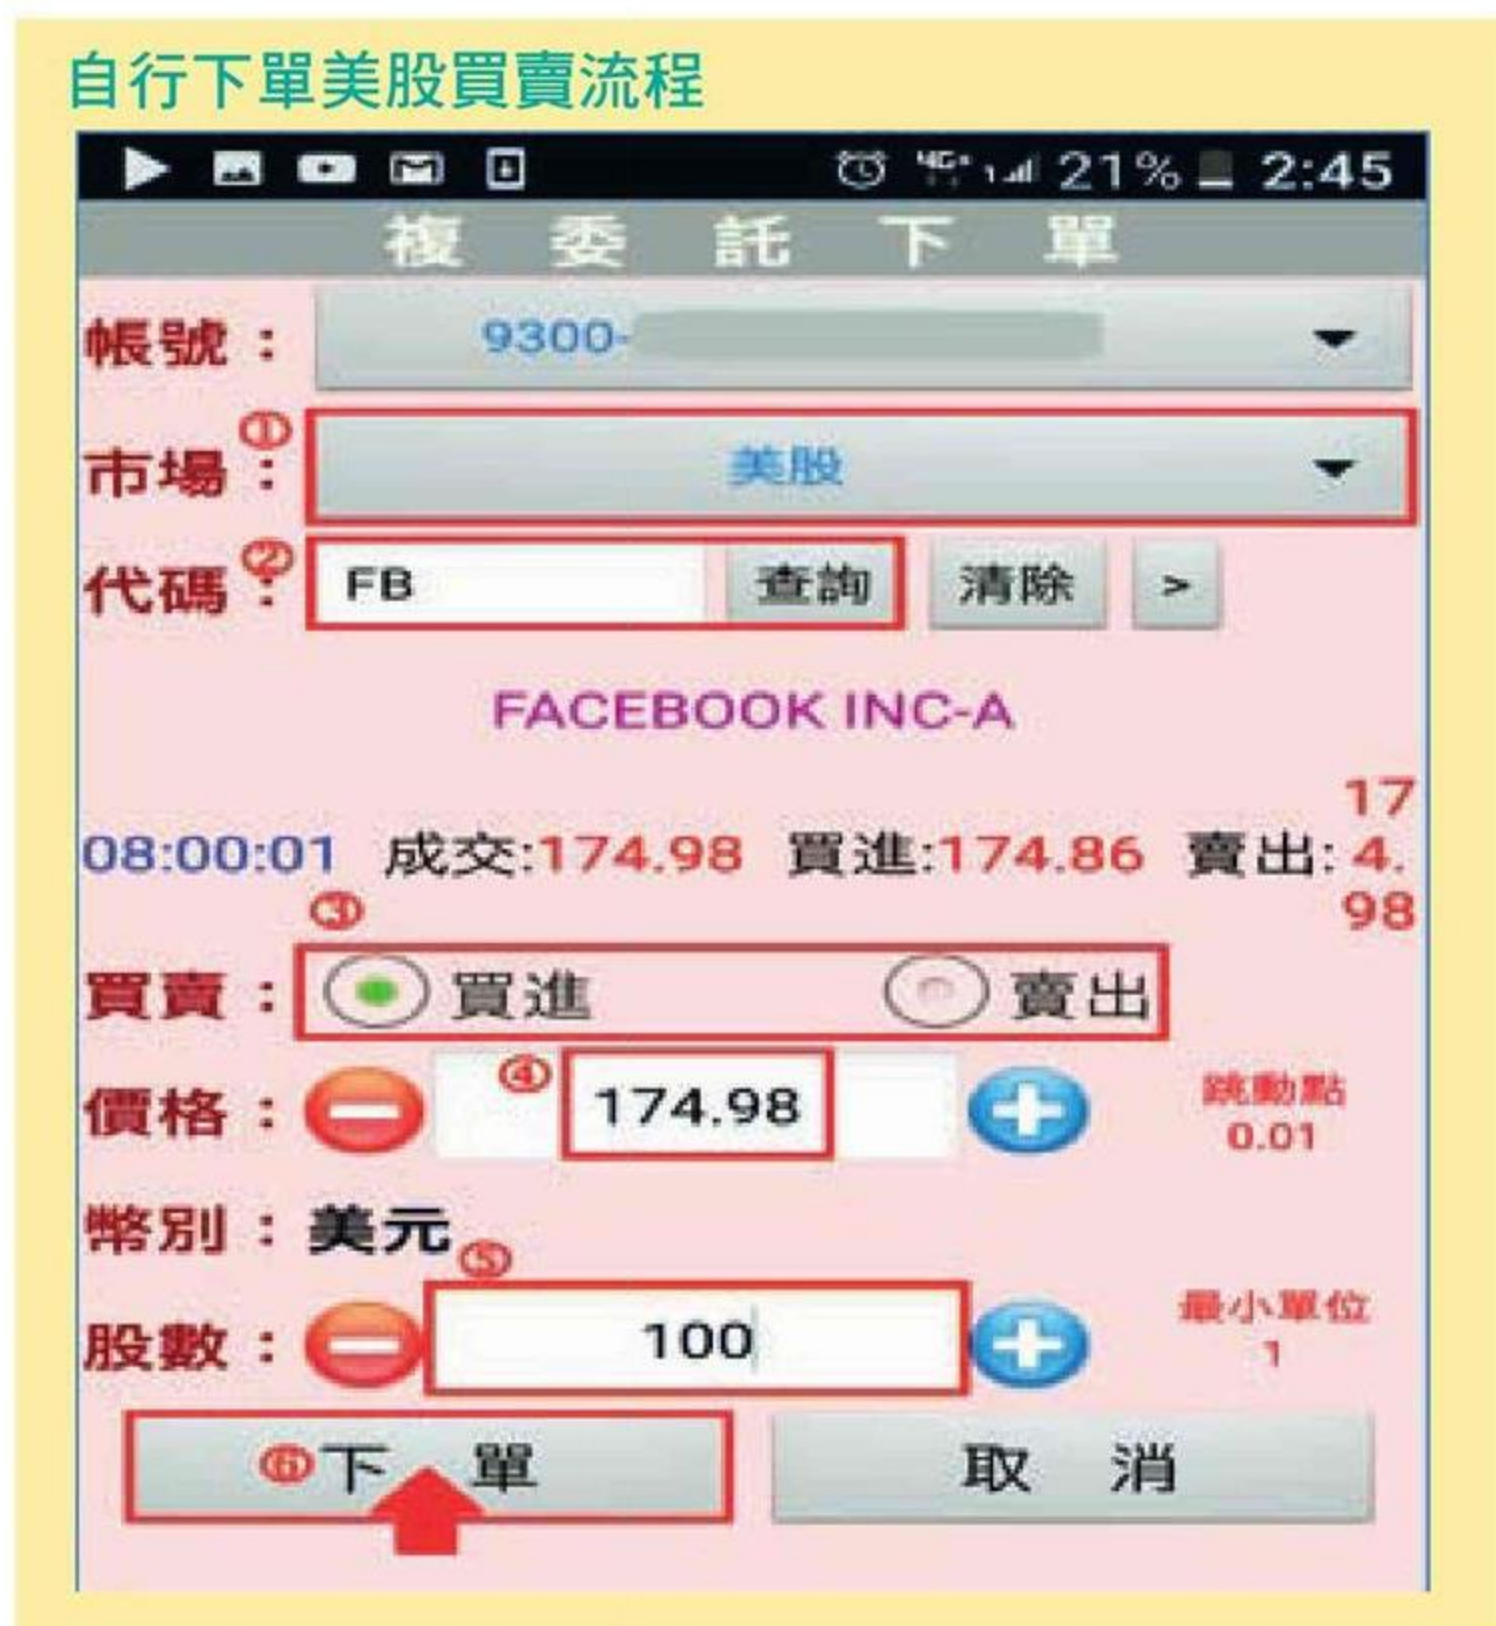 自行下單美股買賣流程
21% 2:45
複委託下單
帳號： 9300-
市場： ① 美股
代碼： ② FB 查詢 清除 >
FACEBOOK INC-A
08:00:01 成交:174.98 買進:174.86 賣出:174.98
③
買賣： 買進 賣出
價格： ④ 174.98 跳動點 0.01
幣別： 美元
⑤
股數： 100 最小單位 1
⑥下單 取消